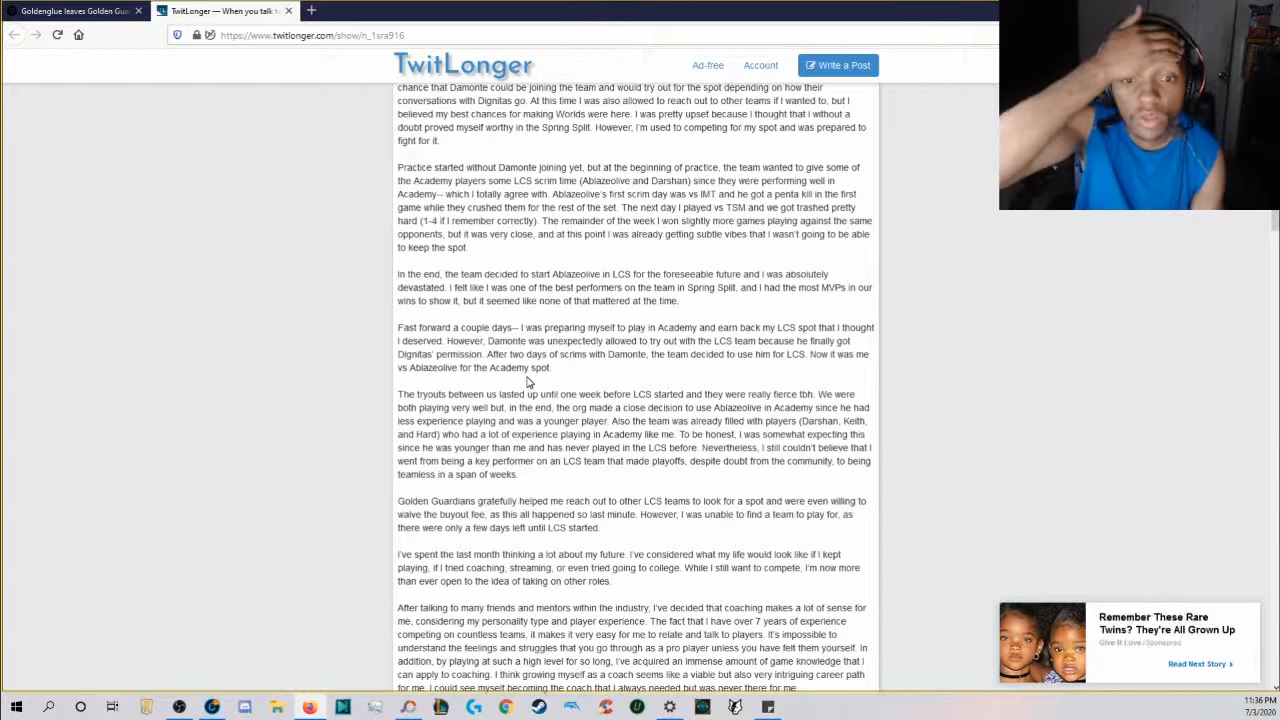 Goldenglue leaves Golden Gua
TwitLonger — When you talk t
https://www.twitlonger.com/show/n_1sra916
TwitLonger
Ad-free
Account
Write a Post
chance that Damonte could be joining the team and would try out for the spot depending on how their
conversations with Dignitas go. At this time I was also allowed to reach out to other teams if I wanted to, but I
believed my best chances for making Worlds were here. I was pretty upset because I thought that I without a
doubt proved myself worthy in the Spring Split. However, I'm used to competing for my spot and was prepared to
fight for it.
Practice started without Damonte joining yet, but at the beginning of practice, the team wanted to give some of
the Academy players some LCS scrim time (Ablazeolive and Darshan) since they were performing well in
Academy-- which I totally agree with. Ablazeolive's first scrim day was vs IMT and he got a penta kill in the first
game while they crushed them for the rest of the set. The next day I played vs TSM and we got trashed pretty
hard (1-4 if I remember correctly). The remainder of the week I won slightly more games playing against the same
opponents, but it was very close, and at this point I was already getting subtle vibes that I wasn't going to be able
to keep the spot.
In the end, the team decided to start Ablazeolive in LCS for the foreseeable future and I was absolutely
devastated. I felt like I was one of the best performers on the team in Spring Split, and I had the most MVPs in our
wins to show it, but it seemed like none of that mattered at the time.
Fast forward a couple days-- I was preparing myself to play in Academy and earn back my LCS spot that I thought
I deserved. However, Damonte was unexpectedly allowed to try out with the LCS team because he finally got
Dignitas' permission. After two days of scrims with Damonte, the team decided to use him for LCS. Now it was me
vs Ablazeolive for the Academy spot.
The tryouts between us lasted up until one week before LCS started and they were really fierce tbh. We were
both playing very well but, in the end, the org made a close decision to use Ablazeolive in Academy since he had
less experience playing and was a younger player. Also the team was already filled with players (Darshan, Keith,
and Hard) who had a lot of experience playing in Academy like me. To be honest, I was somewhat expecting this
since he was younger than me and has never played in the LCS before. Nevertheless, I still couldn't believe that I
went from being a key performer on an LCS team that made playoffs, despite doubt from the community, to being
teamless in a span of weeks.
Golden Guardians gratefully helped me reach out to other LCS teams to look for a spot and were even willing to
waive the buyout fee, as this all happened so last minute. However, I was unable to find a team to play for, as
there were only a few days left until LCS started.
I've spent the last month thinking a lot about my future. I've considered what my life would look like if I kept
playing, if I tried coaching, streaming, or even tried going to college. While I still want to compete, I'm now more
than ever open to the idea of taking on other roles.
After talking to many friends and mentors within the industry, I've decided that coaching makes a lot of sense for
me, considering my personality type and player experience. The fact that I have over 7 years of experience
competing on countless teams, it makes it very easy for me to relate and talk to players. It's impossible to
understand the feelings and struggles that you go through as a pro player unless you have felt them yourself. In
addition, by playing at such a high level for so long, I've acquired an immense amount of game knowledge that I
can apply to coaching. I think growing myself as a coach seems like a viable but also very intriguing career path
for me. I could see myself becoming the coach that I always needed but was never there for me.
Remember These Rare
Twins? They're All Grown Up
Give It Love | Sponsored
Read Next Story
11:36 PM
7/3/2020